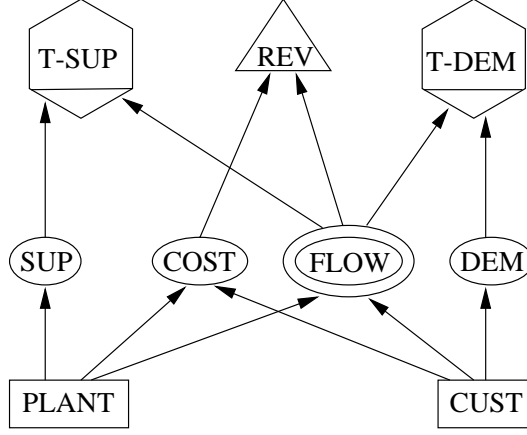 T-SUP
REV
T-DEM
SUP
COST
FLOW
DEM
PLANT
CUST